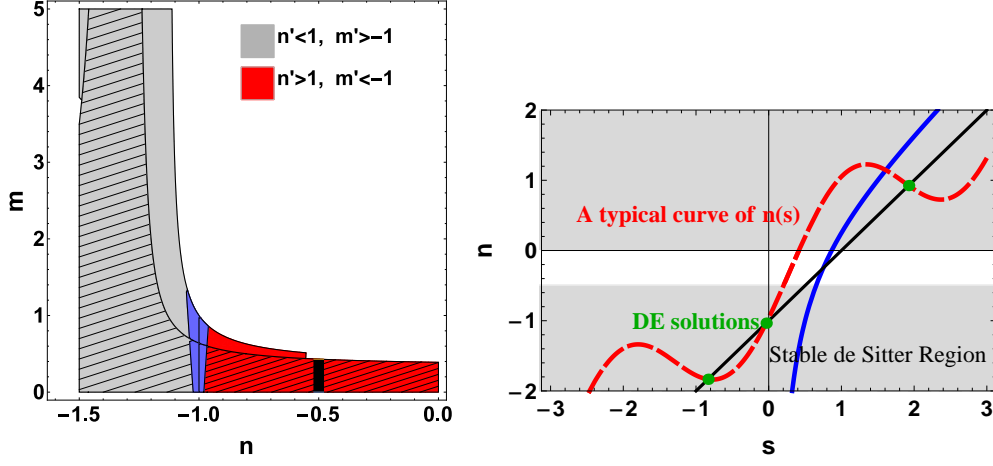 5
4
3
2
1
0
m
−1.5
−1.0
−0.5
0.0
n
n'<1, m'>−1
n'>1, m'<−1
2
1
0
−1
−2
n
A typical curve of n(s)
DE solutions
Stable de Sitter Region
−3
−2
−1
0
1
2
3
s